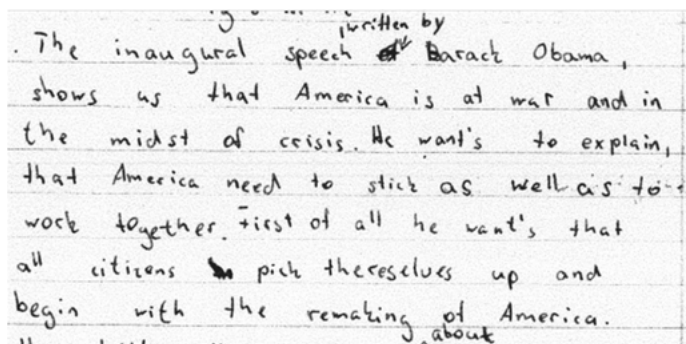 written by
. The inaugural speech Barack Obama,
shows us that America is at war and in
the midst of crisis. He want's to explain,
that America need to stick as well as to
work together. First of all he want's that
all citizens pick thereselves up and
begin with the remaking of America.
about